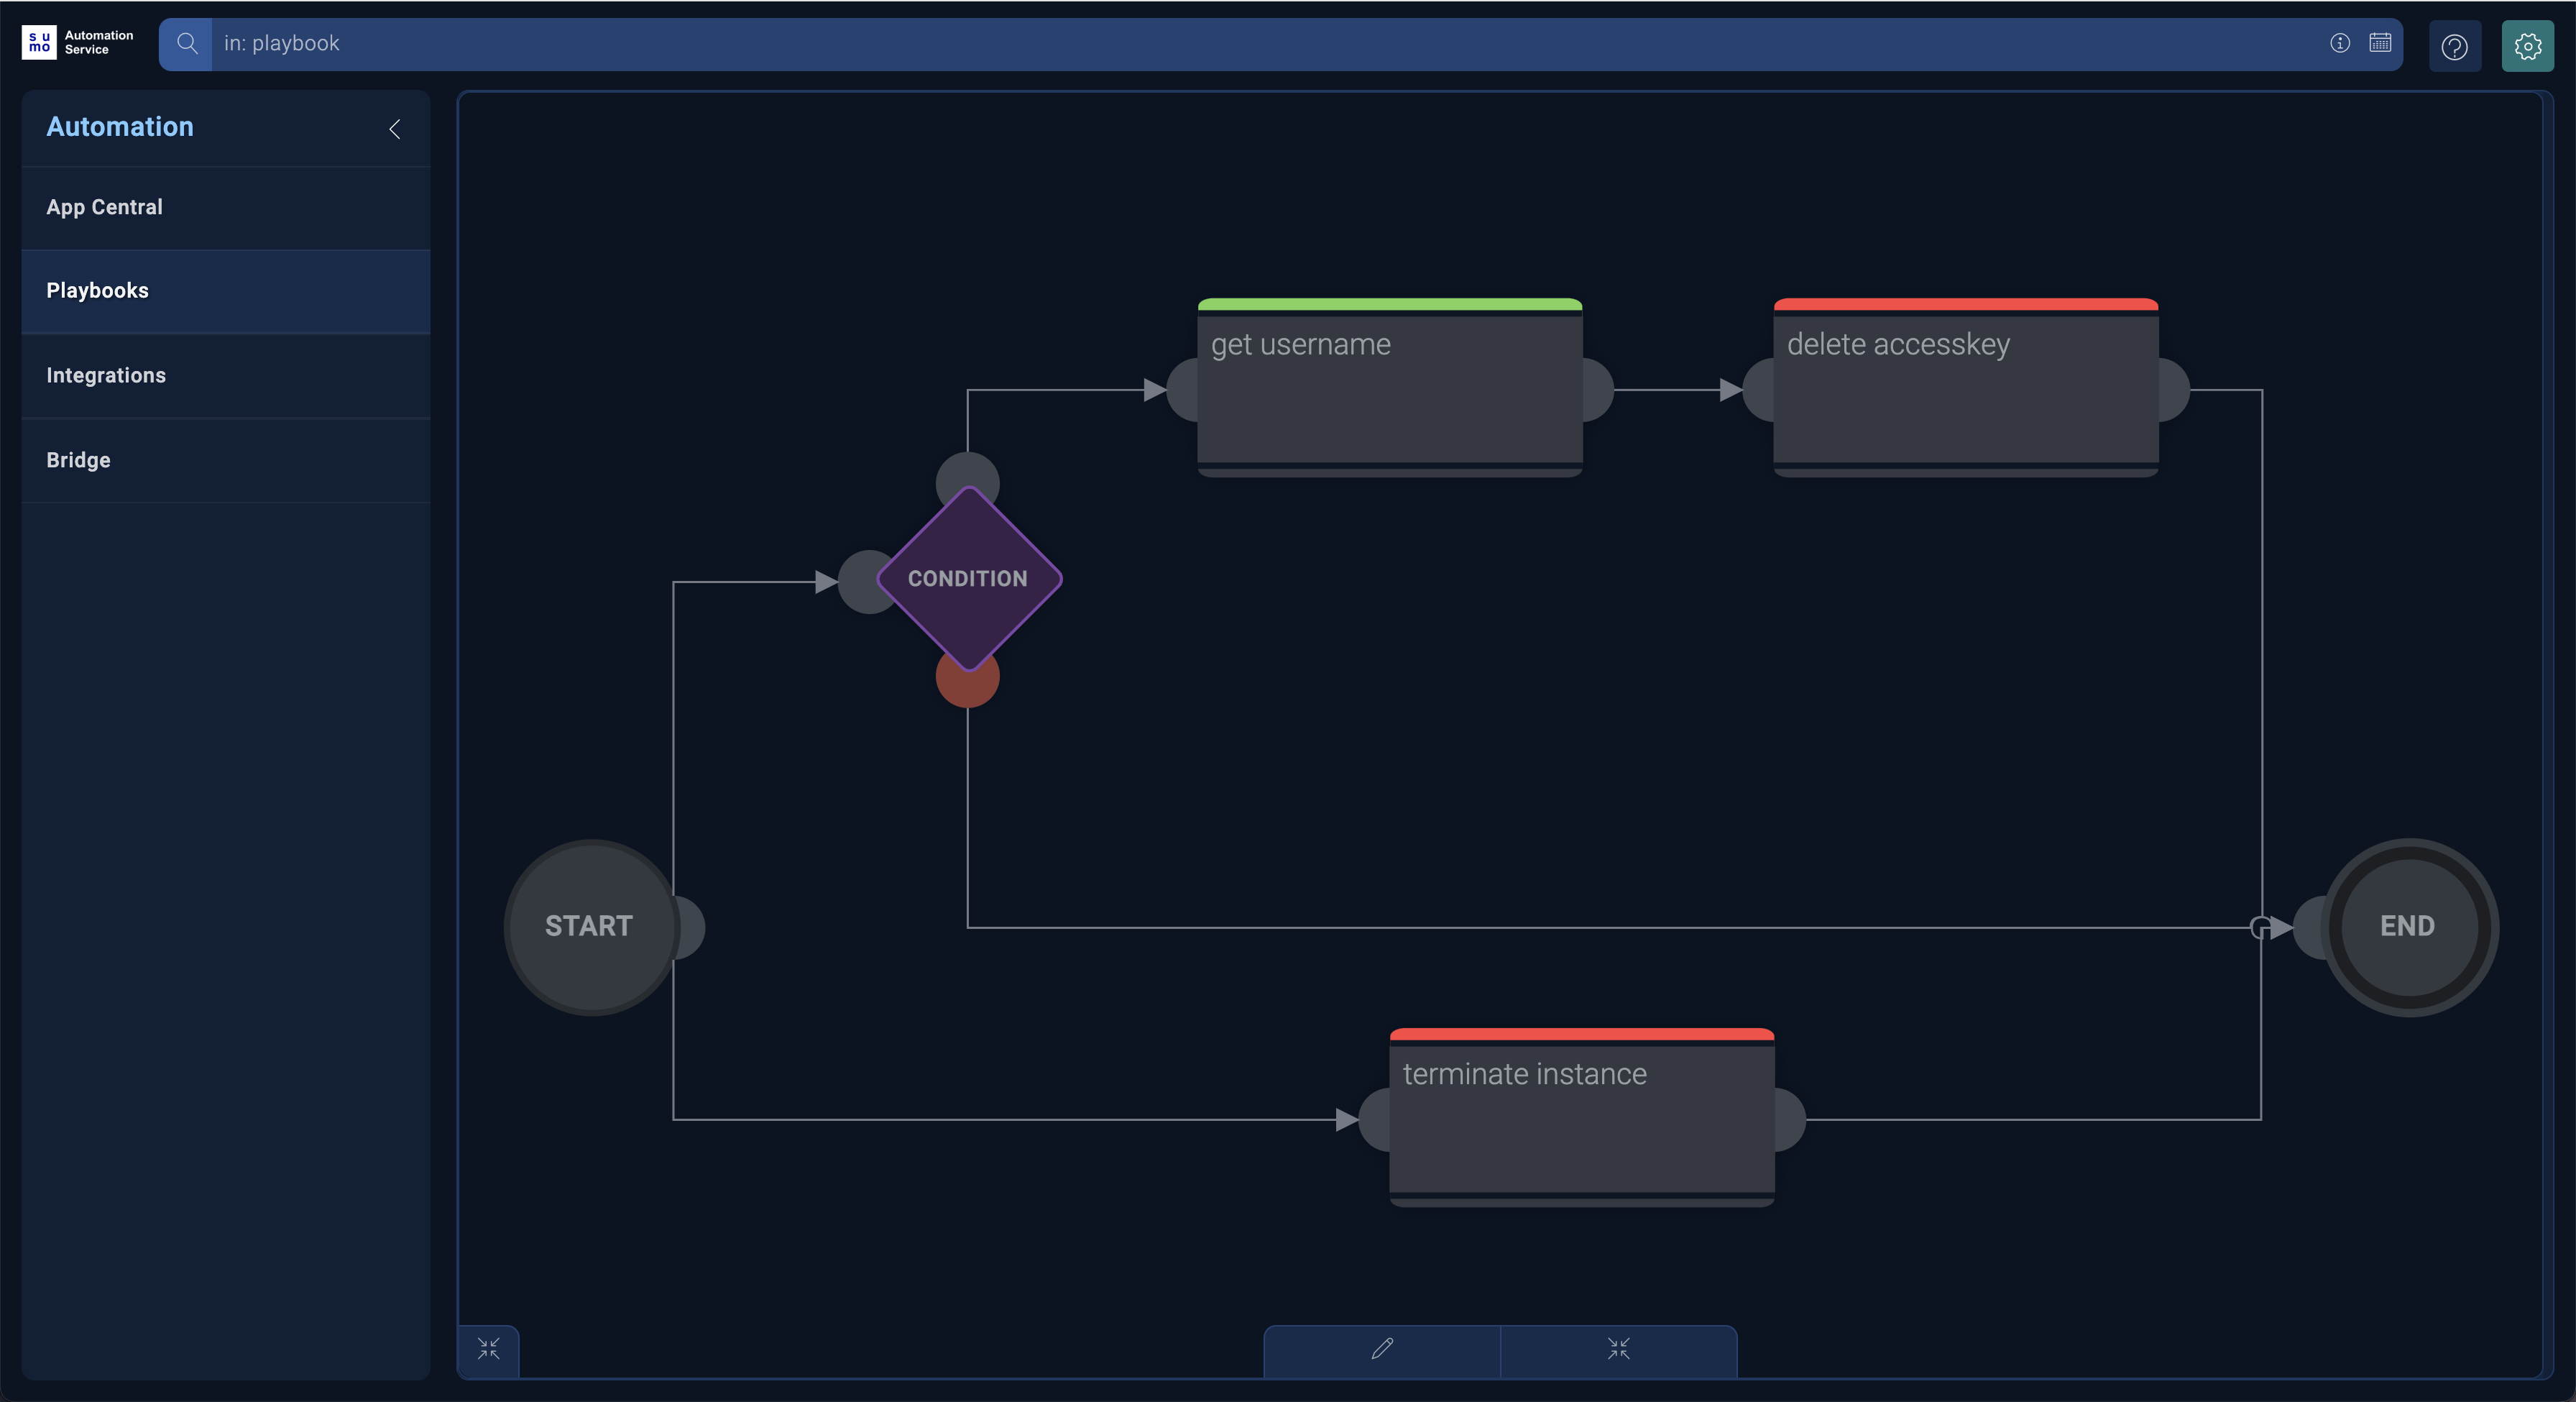 su
mo
Automation
Service
in: playbook
Automation
App Central
Playbooks
Integrations
Bridge
get username
delete accesskey
CONDITION
START
END
terminate instance